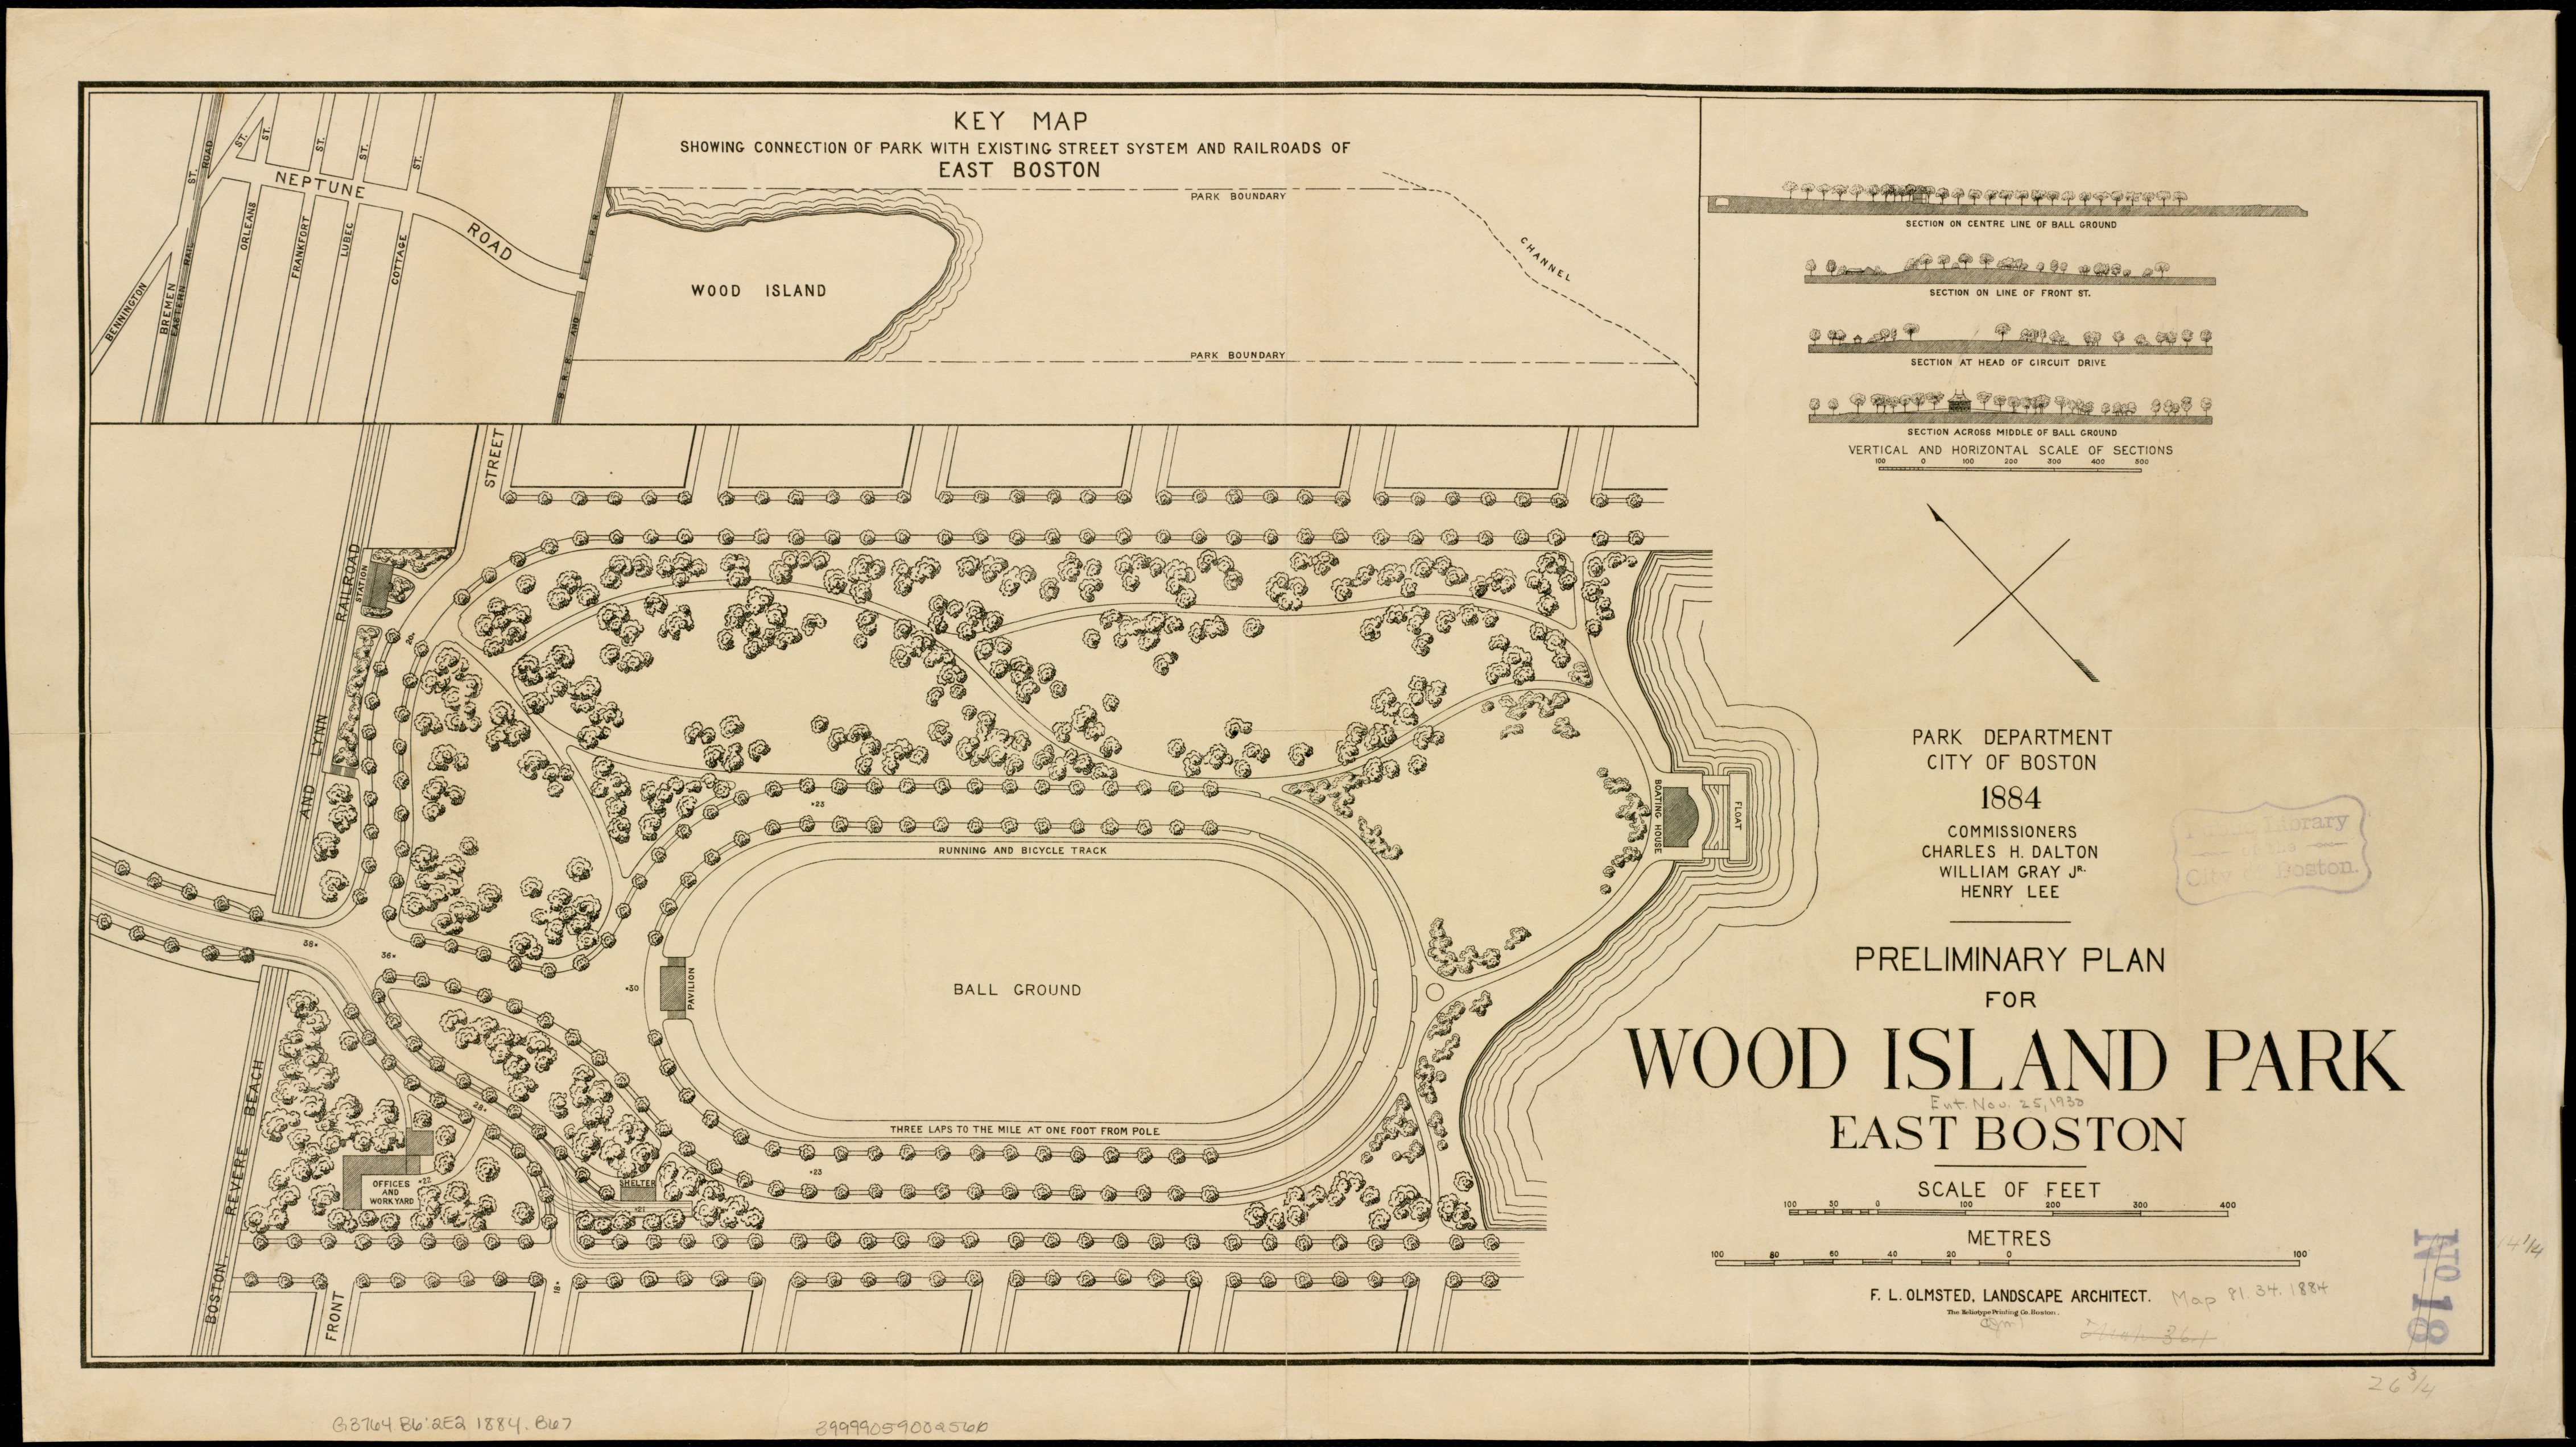 KEY MAP
SHOWING CONNECTION OF PARK WITH EXISTING STREET SYSTEM AND RAILROADS OF
EAST BOSTON
PARK BOUNDARY
CHANNEL
WOOD ISLAND
PARK BOUNDARY
ST. ROAD
ST.
ST.
ST.
ST.
ST.
NEPTUNE ROAD
ORLEANS
FRANKFORT
LUBEC
COTTAGE
BENNINGTON
BREMEN
EASTERN RAIL
B. R. B. AND L. R. R.
SECTION ON CENTRE LINE OF BALL GROUND
SECTION ON LINE OF FRONT ST.
SECTION AT HEAD OF CIRCUIT DRIVE
SECTION ACROSS MIDDLE OF BALL GROUND
VERTICAL AND HORIZONTAL SCALE OF SECTIONS
100 0 100 200 300 400 500
STREET
STATION
BOSTON, REVERE BEACH AND LYNN RAILROAD
38
36
30
23
RUNNING AND BICYCLE TRACK
PAVILION
BALL GROUND
THREE LAPS TO THE MILE AT ONE FOOT FROM POLE
23
28
BOATING HOUSE
FLOAT
OFFICES
AND
WORKYARD
22
SHELTER
21
18
FRONT
PARK DEPARTMENT
CITY OF BOSTON
1884
COMMISSIONERS
CHARLES H. DALTON
WILLIAM GRAY JR.
HENRY LEE
Library
City of Boston.
PRELIMINARY PLAN
FOR
WOOD ISLAND PARK
Ent. Nov. 25, 1930
EAST BOSTON
SCALE OF FEET
100 50 0 100 200 300 400
METRES
100 80 60 40 20 0 100
F. L. OLMSTED, LANDSCAPE ARCHITECT.
Map 81.34.1884
The Heliotype Printing Co. Boston.
No 18
14 1/4
26 3/4
G3764.B6:2E2 1884.B67
39999059002560